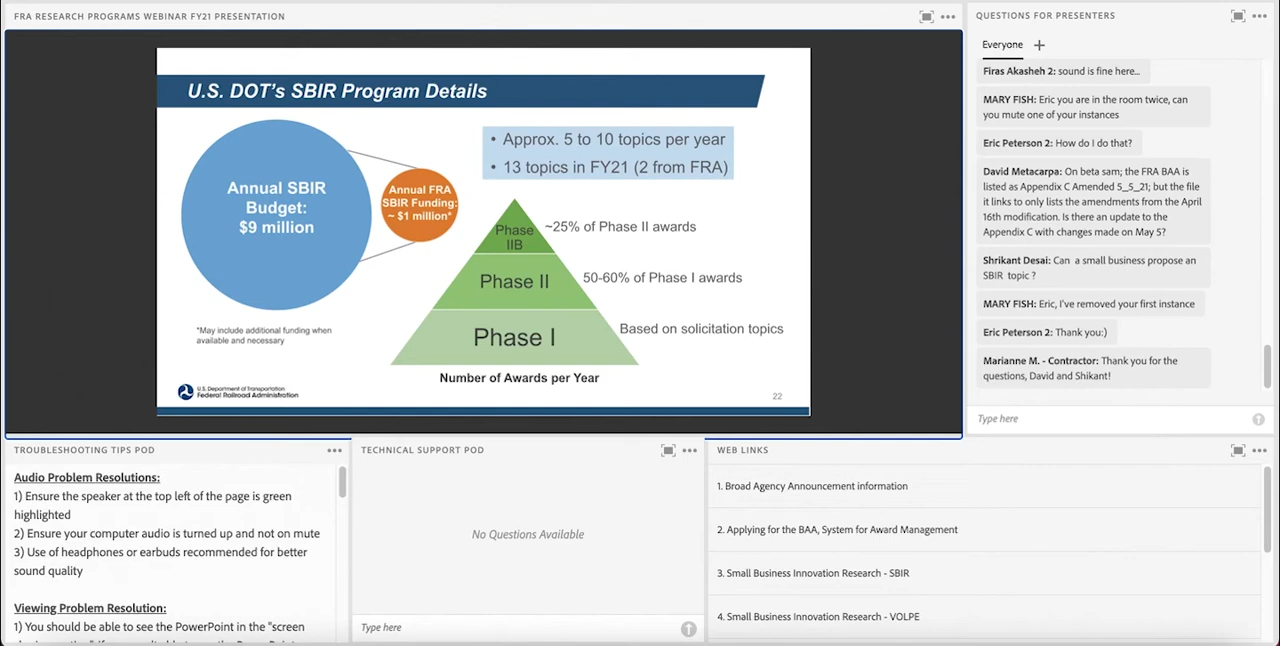 FRA RESEARCH PROGRAMS WEBINAR FY21 PRESENTATION
U.S. DOT's SBIR Program Details
Annual SBIR
Budget:
$9 million
Annual FRA
SBIR Funding:
~ $1 million*
• Approx. 5 to 10 topics per year
• 13 topics in FY21 (2 from FRA)
Phase
IIB
~25% of Phase II awards
Phase II
50-60% of Phase I awards
Phase I
Based on solicitation topics
*May include additional funding when
available and necessary
Number of Awards per Year
U.S. Department of Transportation
Federal Railroad Administration
22
QUESTIONS FOR PRESENTERS
Everyone
Firas Akasheh 2: sound is fine here...
MARY FISH: Eric you are in the room twice, can
you mute one of your instances
Eric Peterson 2: How do I do that?
David Metacarpa: On beta sam; the FRA BAA is
listed as Appendix C Amended 5_5_21; but the file
it links to only lists the amendments from the April
16th modification. Is there an update to the
Appendix C with changes made on May 5?
Shrikant Desai: Can a small business propose an
SBIR topic ?
MARY FISH: Eric, I've removed your first instance
Eric Peterson 2: Thank you:)
Marianne M. - Contractor: Thank you for the
questions, David and Shikant!
Type here
TROUBLESHOOTING TIPS POD
Audio Problem Resolutions:
1) Ensure the speaker at the top left of the page is green
highlighted
2) Ensure your computer audio is turned up and not on mute
3) Use of headphones or earbuds recommended for better
sound quality
Viewing Problem Resolution:
1) You should be able to see the PowerPoint in the "screen
TECHNICAL SUPPORT POD
No Questions Available
Type here
WEB LINKS
1. Broad Agency Announcement information
2. Applying for the BAA, System for Award Management
3. Small Business Innovation Research - SBIR
4. Small Business Innovation Research - VOLPE